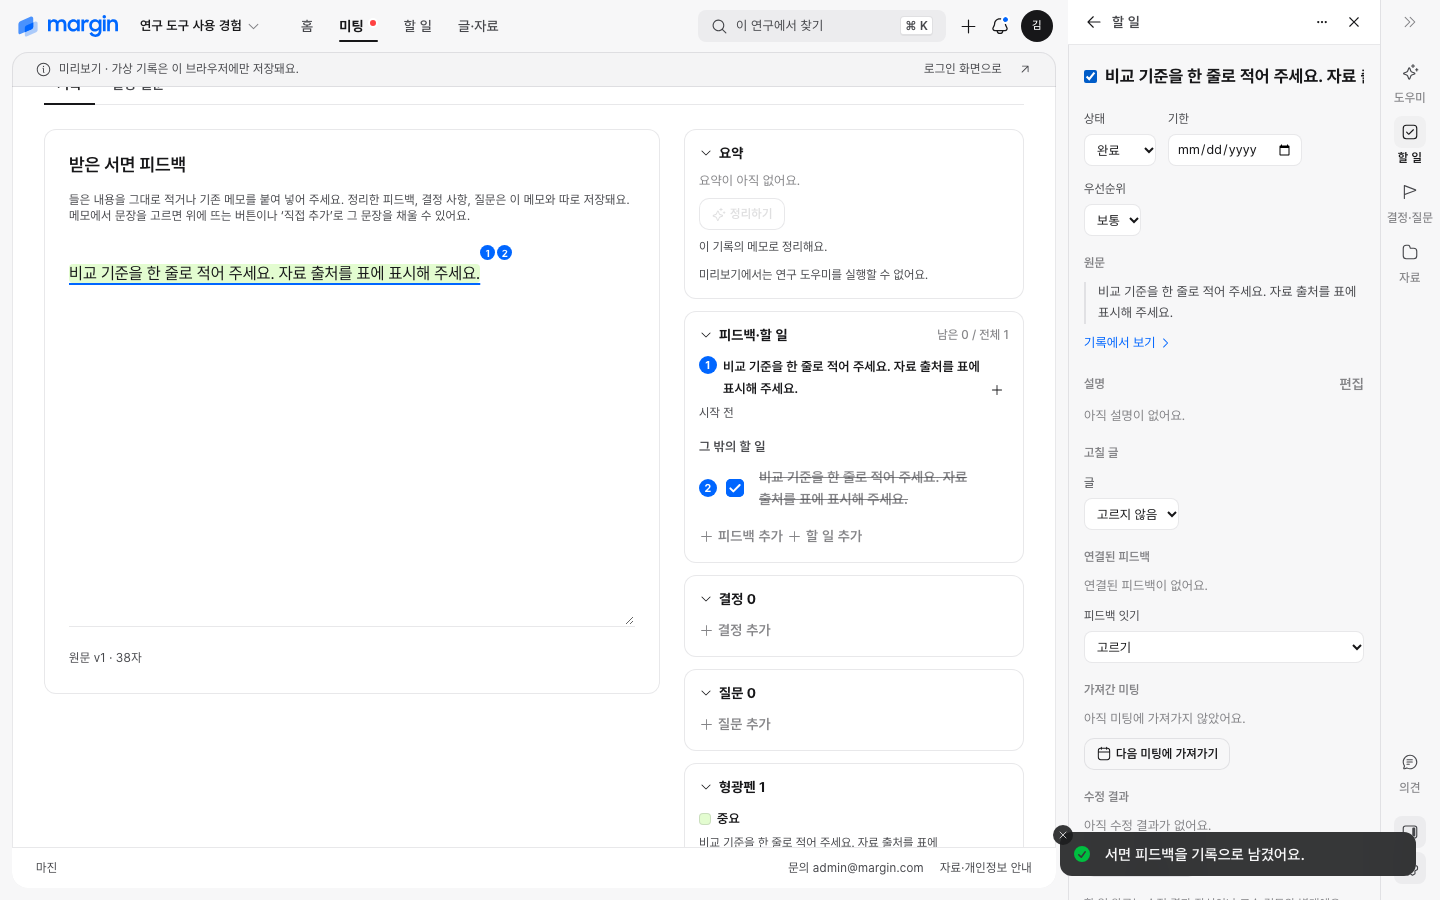 margin
연구 도구 사용 경험
홈
미팅
할 일
글·자료
이 연구에서 찾기
⌘ K
김
미리보기 · 가상 기록은 이 브라우저에만 저장돼요.
로그인 화면으로
받은 서면 피드백
들은 내용을 그대로 적거나 기존 메모를 붙여 넣어 주세요. 정리한 피드백, 결정 사항, 질문은 이 메모와 따로 저장돼요.
메모에서 문장을 고르면 위에 뜨는 버튼이나 ‘직접 추가’로 그 문장을 채울 수 있어요.
1 2
비교 기준을 한 줄로 적어 주세요. 자료 출처를 표에 표시해 주세요.
원문 v1 · 38자
요약
요약이 아직 없어요.
정리하기
이 기록의 메모로 정리해요.
미리보기에서는 연구 도우미를 실행할 수 없어요.
피드백·할 일
남은 0 / 전체 1
1
비교 기준을 한 줄로 적어 주세요. 자료 출처를 표에
표시해 주세요.
시작 전
그 밖의 할 일
2
비교 기준을 한 줄로 적어 주세요. 자료
출처를 표에 표시해 주세요.
피드백 추가
할 일 추가
결정 0
결정 추가
질문 0
질문 추가
형광펜 1
중요
비교 기준을 한 줄로 적어 주세요. 자료 출처를 표에
마진
문의 admin@margin.com
자료·개인정보 안내
할 일
비교 기준을 한 줄로 적어 주세요. 자료
상태
기한
완료
mm/dd/yyyy
우선순위
보통
원문
비교 기준을 한 줄로 적어 주세요. 자료 출처를 표에
표시해 주세요.
기록에서 보기
설명
편집
아직 설명이 없어요.
고칠 글
글
고르지 않음
연결된 피드백
연결된 피드백이 없어요.
피드백 잇기
고르기
가져간 미팅
아직 미팅에 가져가지 않았어요.
다음 미팅에 가져가기
수정 결과
아직 수정 결과가 없어요.
서면 피드백을 기록으로 남겼어요.
도우미
할 일
결정·질문
자료
의견